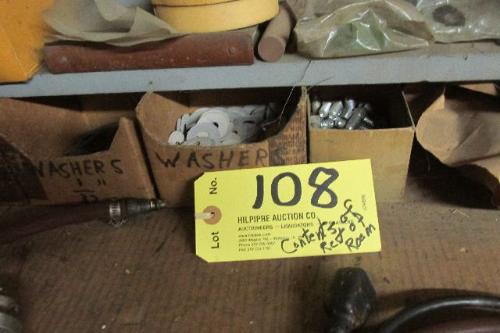 WASHERS
WASHERS
No.
108
Lot
HILPIPRE AUCTION CO.
AUCTIONEERS — LIQUIDATORS
Contents of
Rest of
Room